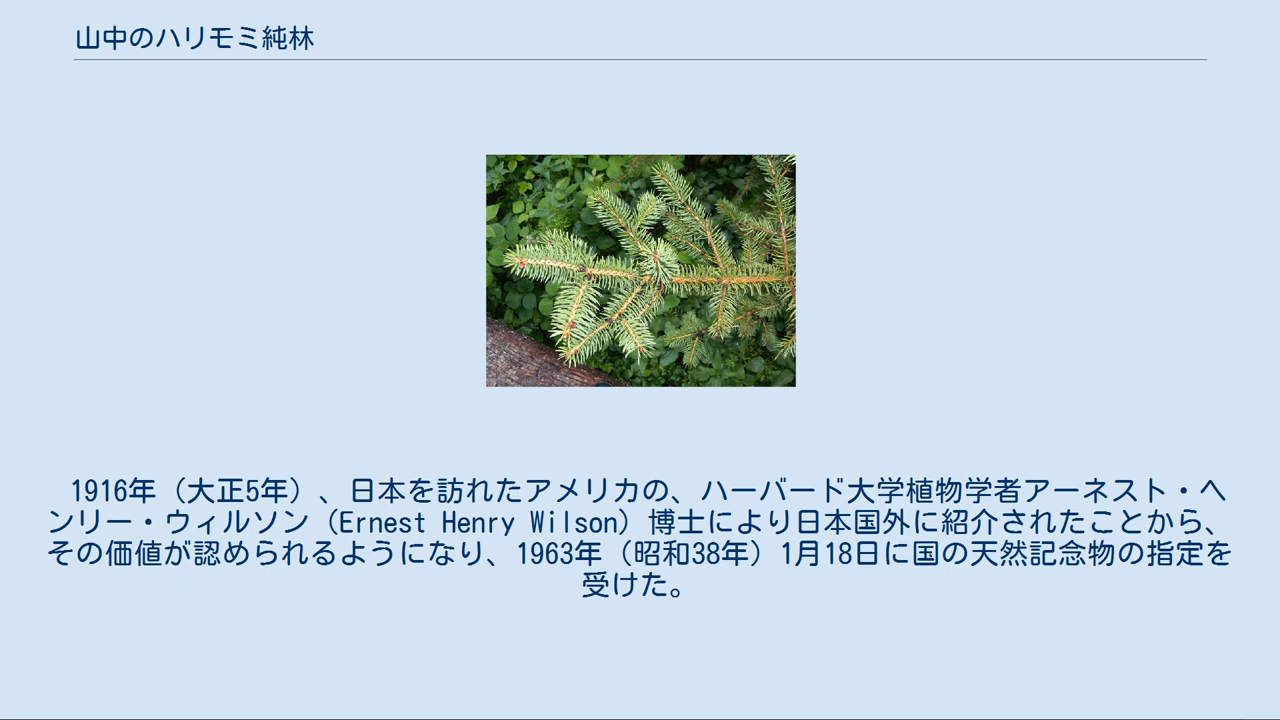 山中のハリモミ純林
1916年（大正5年）、日本を訪れたアメリカの、ハーバード大学植物学者アーネスト・ヘ
ンリー・ウィルソン（Ernest Henry Wilson）博士により日本国外に紹介されたことから、
その価値が認められるようになり、1963年（昭和38年）1月18日に国の天然記念物の指定を
受けた。